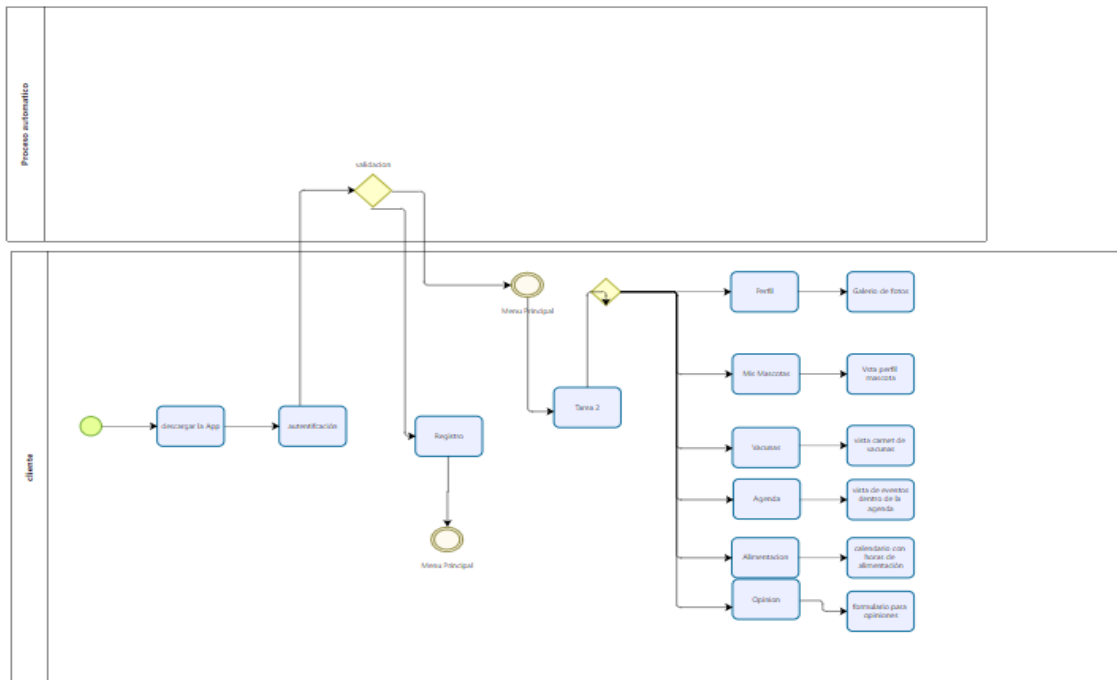 Proceso automatico
validacion
cliente
descargar la App
autentifcación
Registro
Menu Principal
Menu Principal
Tarea 2
Perfil
Galerio de fotos
Mis Mascotas
Vista perfil
mascota
Vacunas
vista carnet de
vacunas
Agenda
vista de eventos
dentro de la
agenda
Alimentacion
calendario con
horas de
alimentación
Opinion
formulario para
opiniones